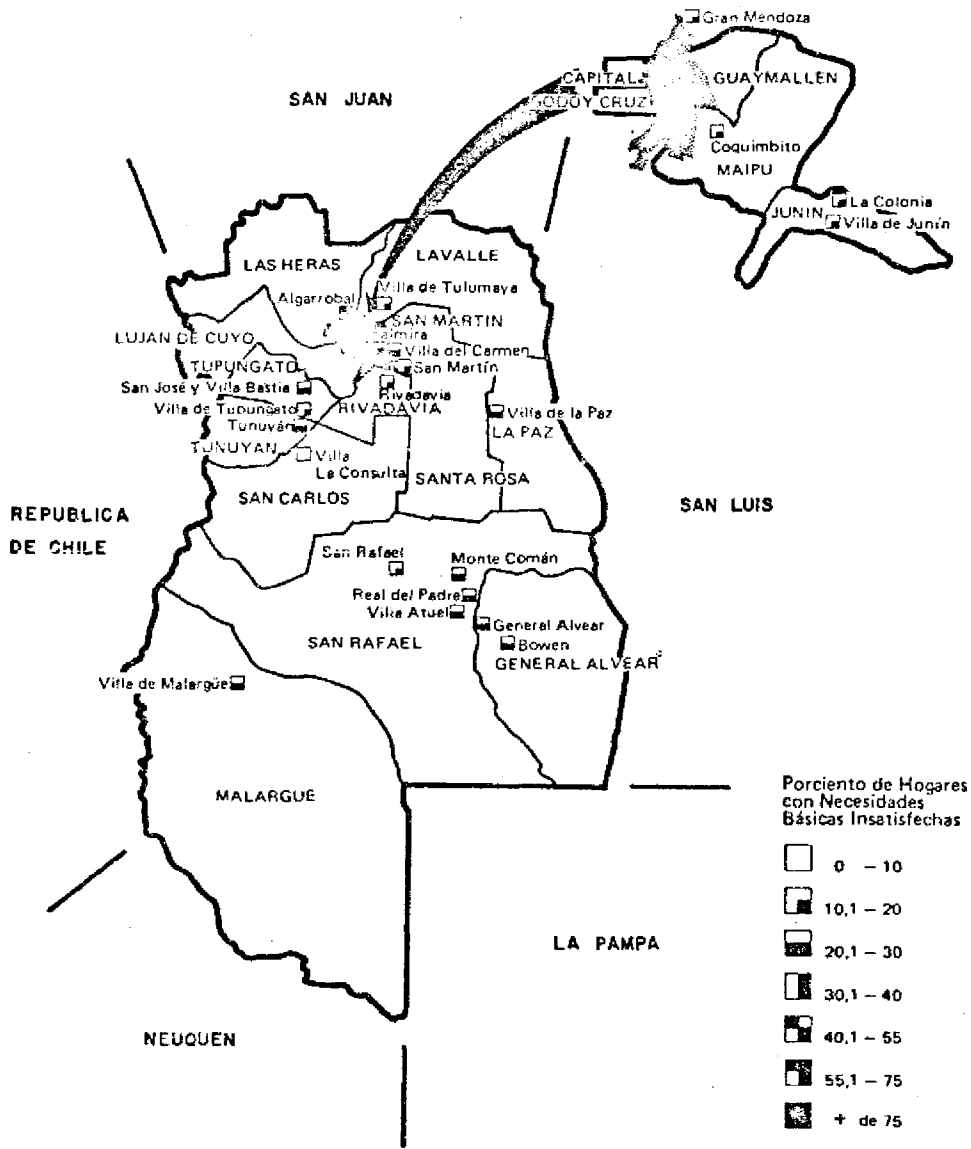 Gran Mendoza
CAPITAL
GUAYMALLEN
GODOY CRUZ
Coquimbito
MAIPU
La Colonia
JUNIN
Villa de Junín
SAN JUAN
LAVALLE
LAS HERAS
Villa de Tulumaya
Algarrobal
SAN MARTIN
LUJAN DE CUYO
Villa del Carmen
TUPUNGATO
San Martín
San José y Villa Bastia
Rivadavia
Villa de Tupungato
RIVADAVIA
Villa de la Paz
Tunuyán
LA PAZ
TUNUYAN
Villa
La Consulta
SANTA ROSA
SAN CARLOS
SAN LUIS
REPUBLICA
DE CHILE
San Rafael
Monte Comán
Real del Padre
Villa Atuel
General Alvear
SAN RAFAEL
Bowen
GENERAL ALVEAR
Villa de Malargüe
MALARGUE
LA PAMPA
NEUQUEN
Porciento de Hogares
con Necesidades
Básicas Insatisfechas
0 – 10
10,1 – 20
20,1 – 30
30,1 – 40
40,1 – 55
55,1 – 75
+ de 75